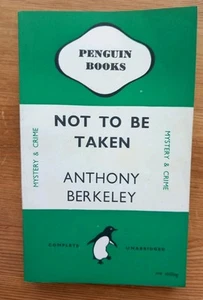 PENGUIN
BOOKS
MYSTERY & CRIME
NOT TO BE
TAKEN
ANTHONY
BERKELEY
MYSTERY & CRIME
COMPLETE UNABRIDGED